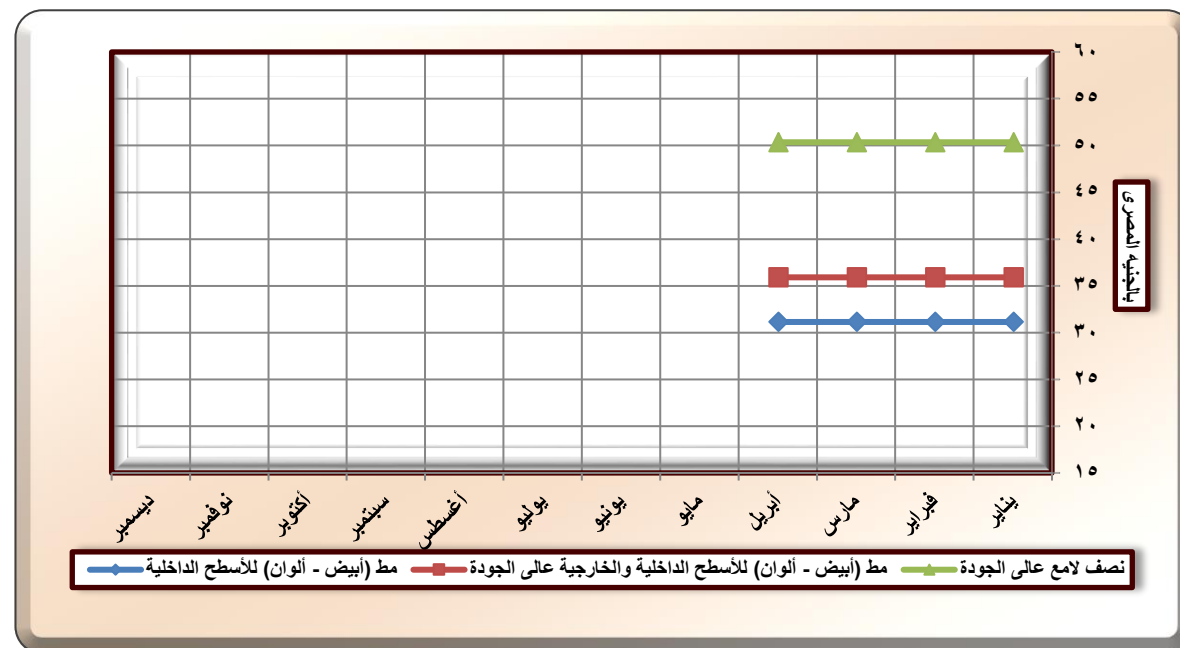 ٦٠
٥٥
٥٠
٤٥
٤٠
٣٥
٣٠
٢٥
٢٠
١٥
بالجنيه المصرى
يناير
فبراير
مارس
أبريل
مايو
يونيو
يوليو
أغسطس
سبتمبر
أكتوبر
نوفمبر
ديسمبر
نصف لامع عالى الجودة مط (أبيض - ألوان) للأسطح الداخلية والخارجية عالى الجودة مط (أبيض - ألوان) للأسطح الداخلية